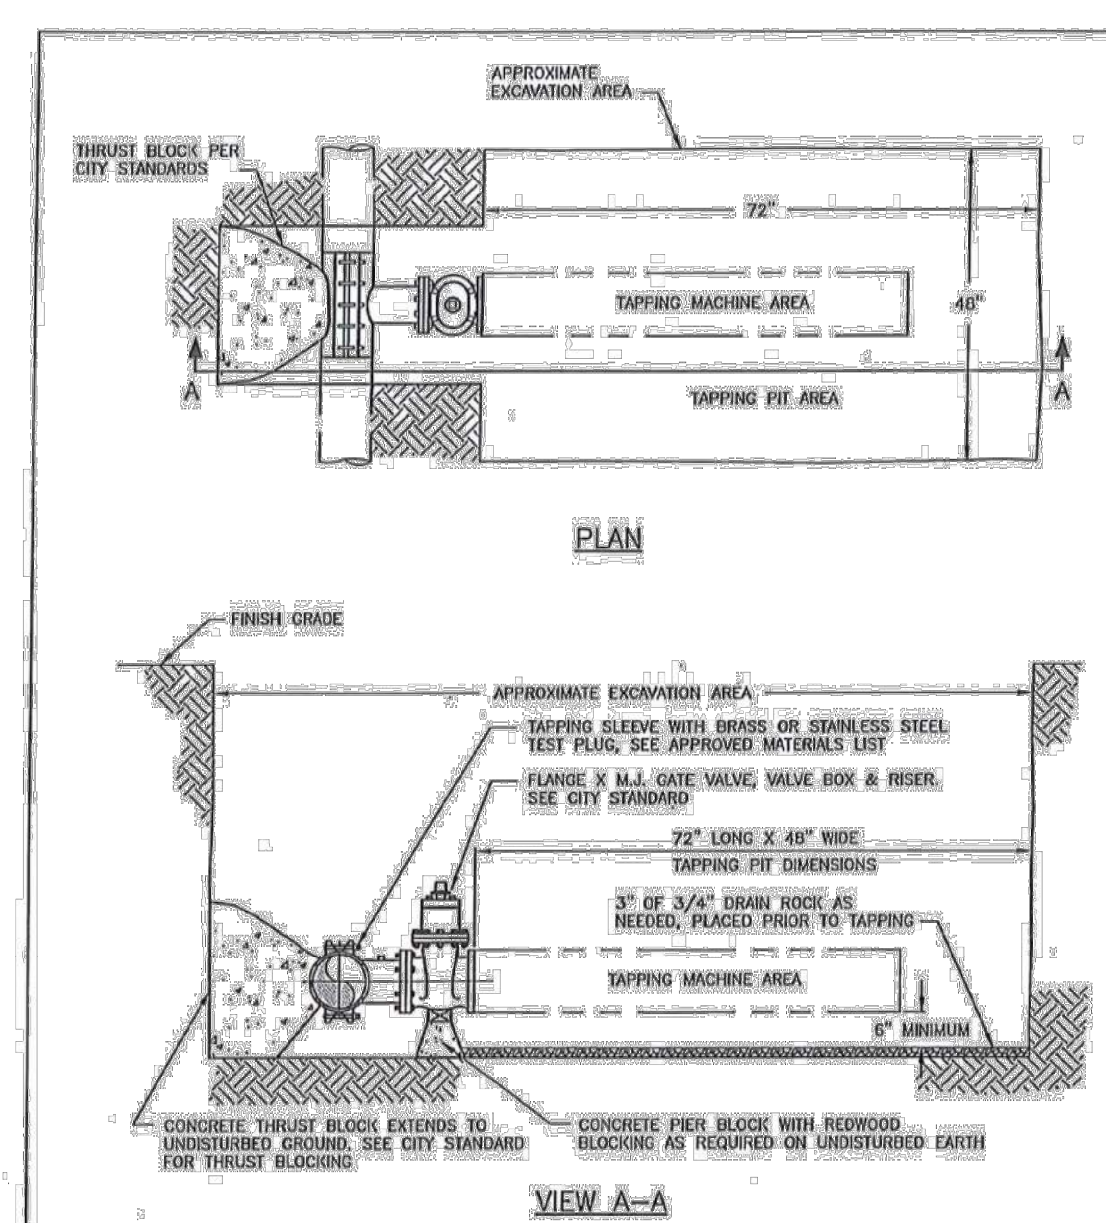 APPROXIMATE
EXCAVATION AREA
THRUST BLOCK PER
CITY STANDARDS
72"
TAPPING MACHINE AREA
48"
A
A
TAPPING PIT AREA
PLAN
FINISH GRADE
APPROXIMATE EXCAVATION AREA
TAPPING SLEEVE WITH BRASS OR STAINLESS STEEL
TEST PLUG, SEE APPROVED MATERIALS LIST
FLANGE X M.J. GATE VALVE, VALVE BOX & RISER.
SEE CITY STANDARD
72" LONG X 48" WIDE
TAPPING PIT DIMENSIONS
3" OF 3/4" DRAIN ROCK AS
NEEDED, PLACED PRIOR TO TAPPING
TAPPING MACHINE AREA
6" MINIMUM
CONCRETE THRUST BLOCK EXTENDS TO
UNDISTURBED GROUND. SEE CITY STANDARD
FOR THRUST BLOCKING
CONCRETE PIER BLOCK WITH REDWOOD
BLOCKING AS REQUIRED ON UNDISTURBED EARTH
VIEW A-A